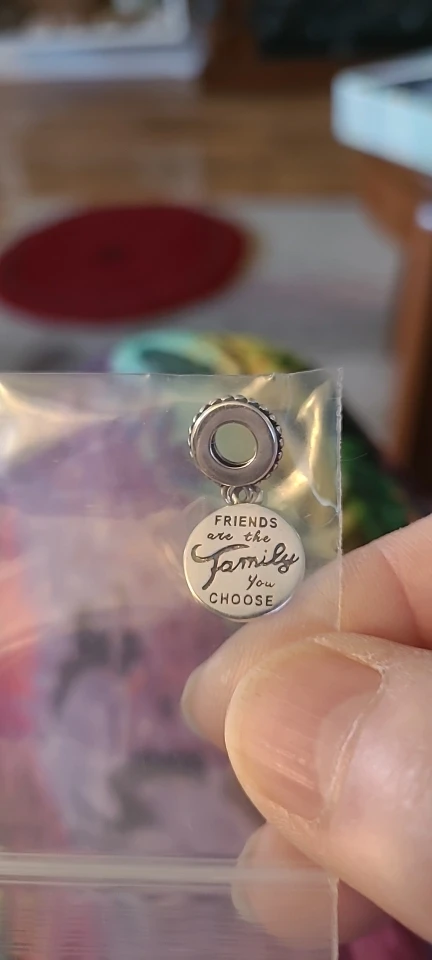 FRIENDS
are the
Family
You
CHOOSE